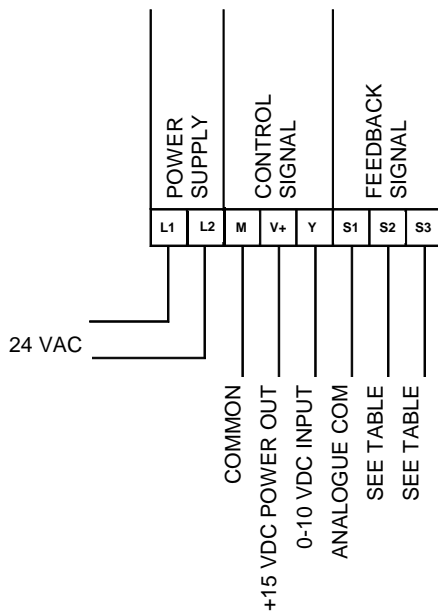 POWER
SUPPLY
CONTROL
SIGNAL
FEEDBACK
SIGNAL
L1 L2 M V+ Y S1 S2 S3
24 VAC
COMMON
+15 VDC POWER OUT
0-10 VDC INPUT
ANALOGUE COM
SEE TABLE
SEE TABLE